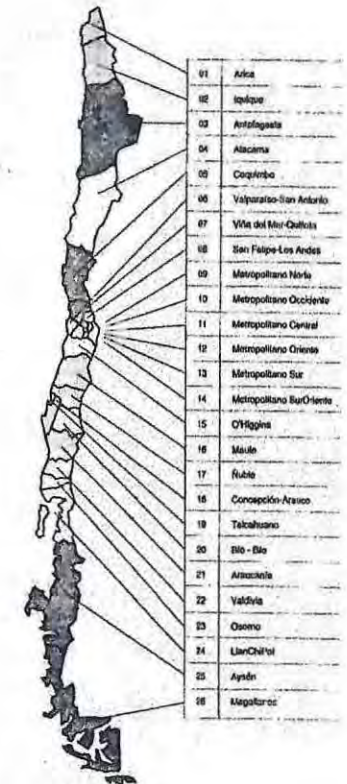 01 Arica
02 Iquique
03 Antofagasta
04 Atacama
05 Coquimbo
06 Valparaíso-San Antonio
07 Viña del Mar-Quillota
08 San Felipe-Los Andes
09 Metropolitano Norte
10 Metropolitano Occidente
11 Metropolitano Central
12 Metropolitano Oriente
13 Metropolitano Sur
14 Metropolitano SurOriente
15 O'Higgins
16 Maule
17 Ñuble
18 Concepción-Arauco
19 Talcahuano
20 Bío - Bío
21 Araucanía
22 Valdivia
23 Osorno
24 LlanChiPal
25 Aysén
26 Magallanes